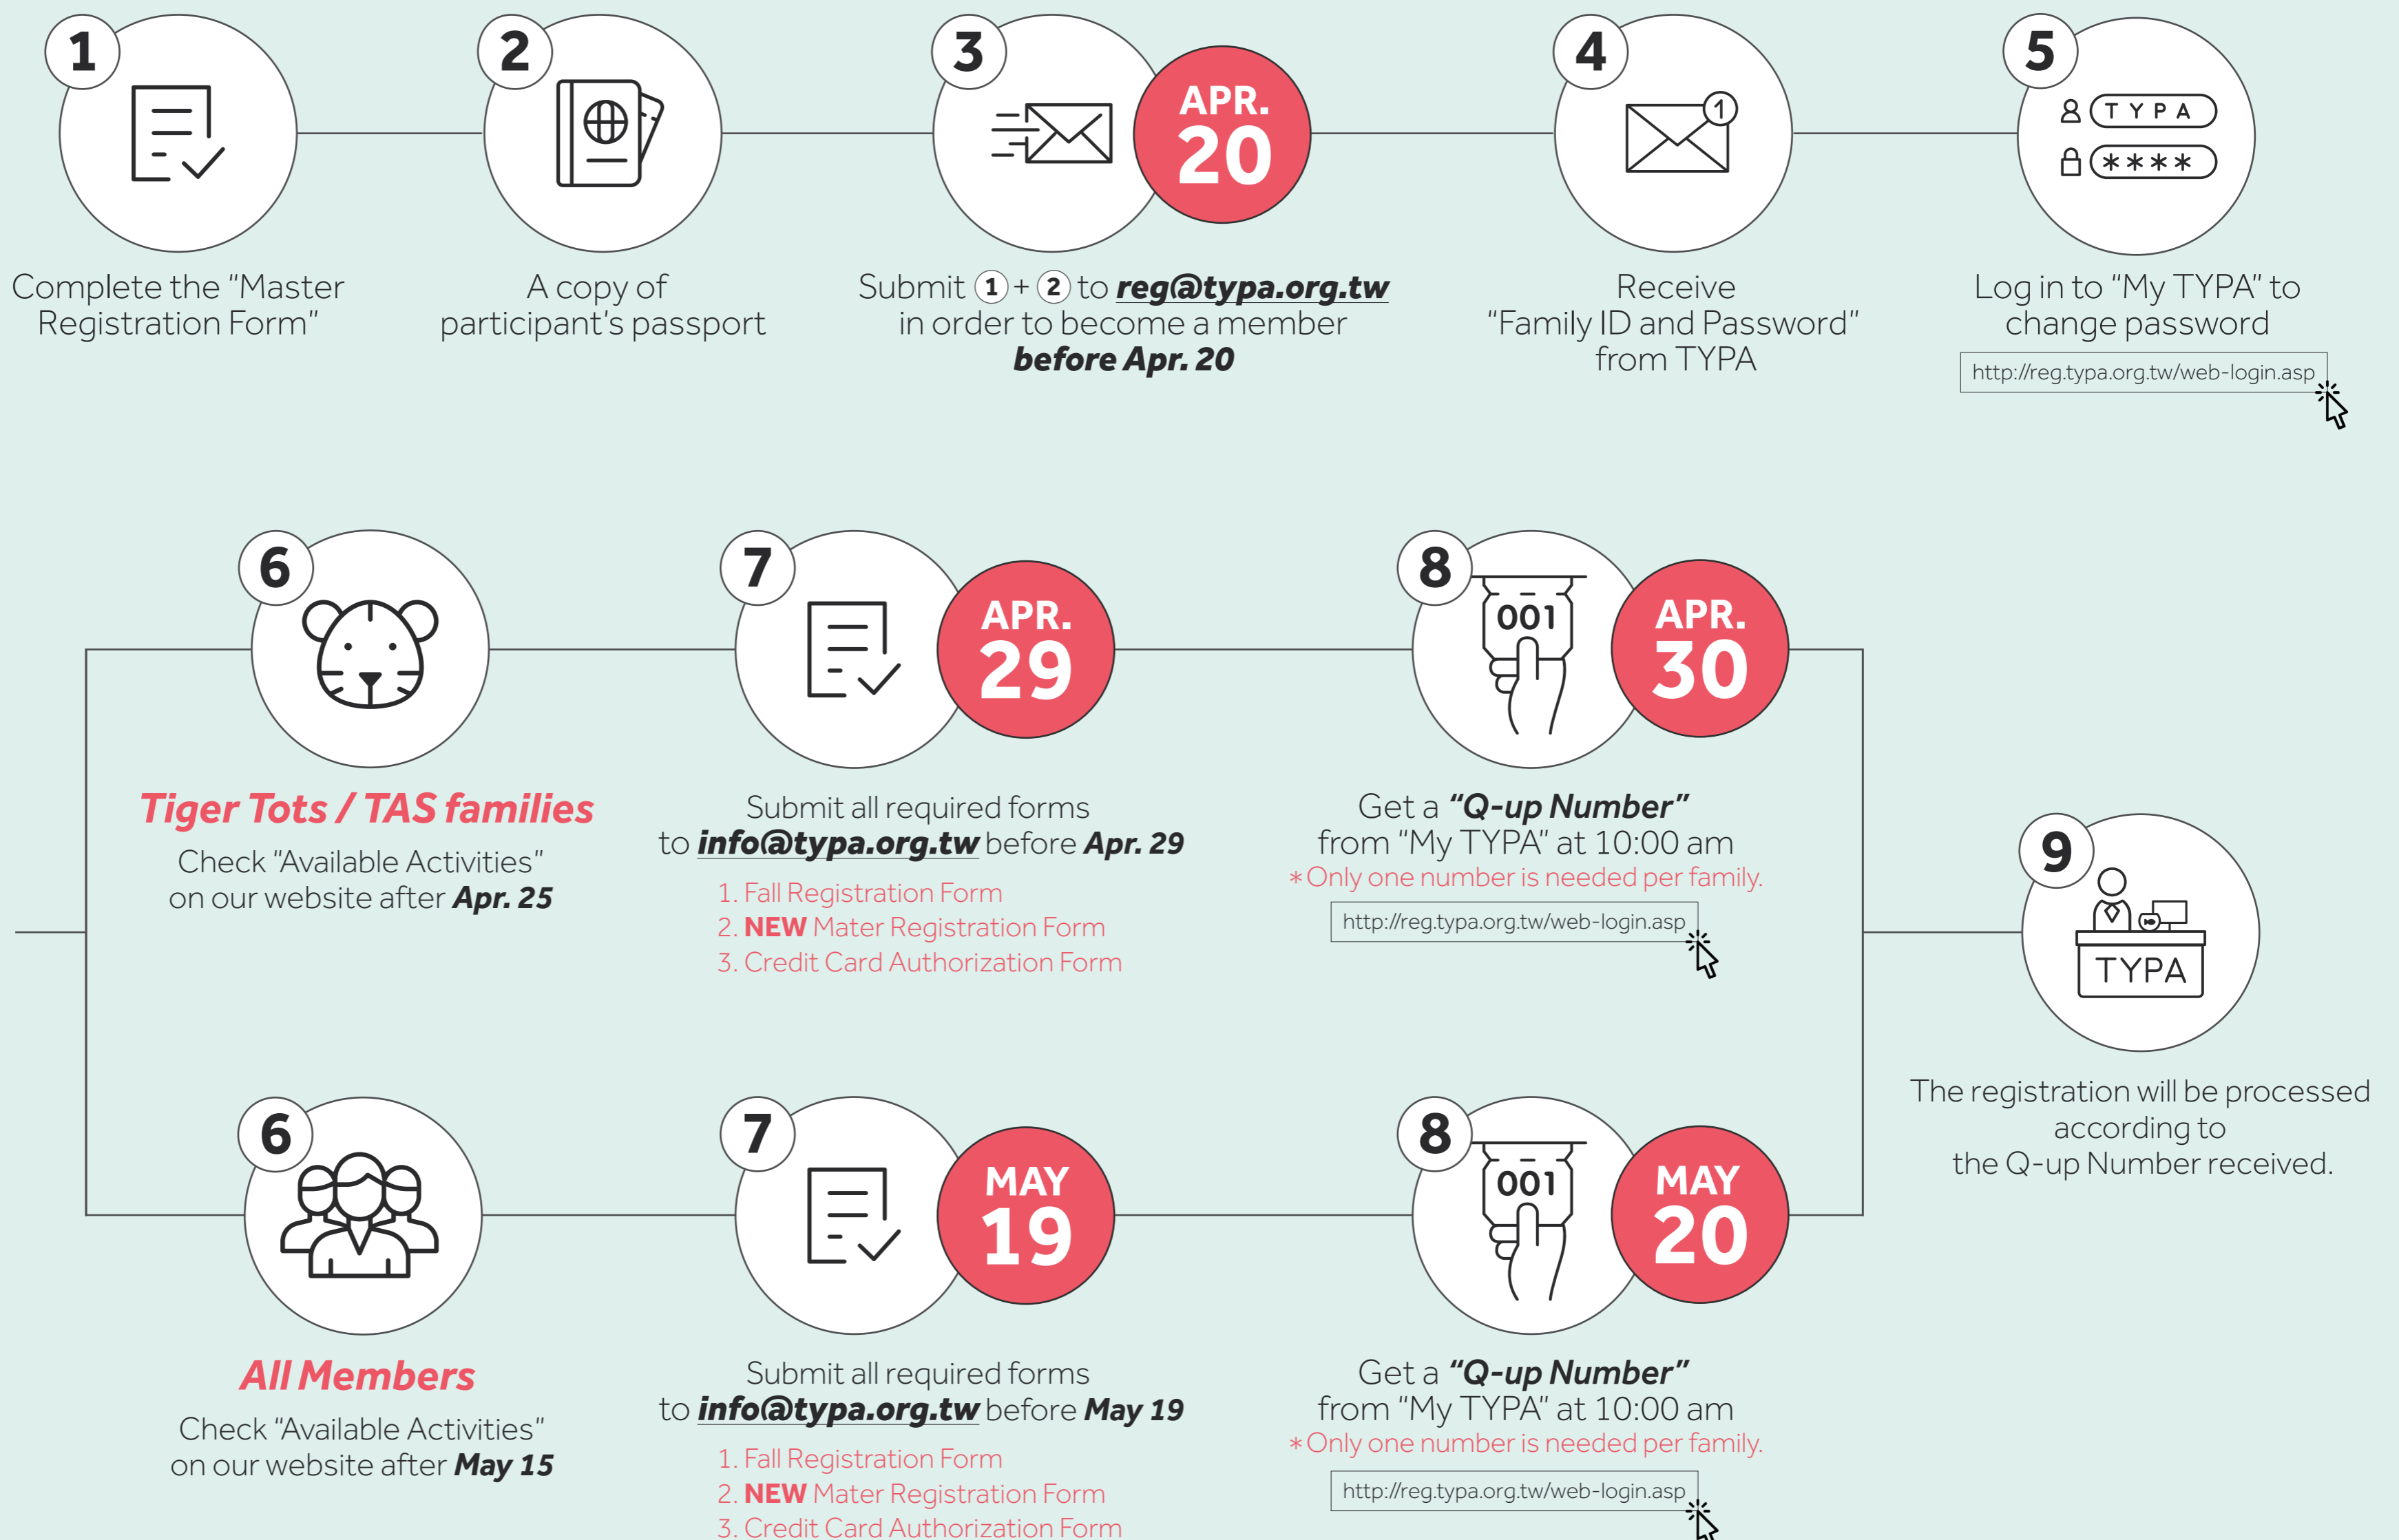 1
Complete the “Master
Registration Form”
2
A copy of
participant's passport
3
APR.
20
Submit 1 + 2 to reg@typa.org.tw
in order to become a member
before Apr. 20
4
1
Receive
“Family ID and Password”
from TYPA
5
TYPA
****
Log in to “My TYPA” to
change password
http://reg.typa.org.tw/web-login.asp
6
Tiger Tots / TAS families
Check “Available Activities”
on our website after Apr. 25
7
APR.
29
Submit all required forms
to info@typa.org.tw before Apr. 29
1. Fall Registration Form
2. NEW Mater Registration Form
3. Credit Card Authorization Form
8
001
APR.
30
Get a “Q-up Number”
from “My TYPA” at 10:00 am
*Only one number is needed per family.
http://reg.typa.org.tw/web-login.asp
6
All Members
Check “Available Activities”
on our website after May 15
7
MAY
19
Submit all required forms
to info@typa.org.tw before May 19
1. Fall Registration Form
2. NEW Mater Registration Form
3. Credit Card Authorization Form
8
001
MAY
20
Get a “Q-up Number”
from “My TYPA” at 10:00 am
*Only one number is needed per family.
http://reg.typa.org.tw/web-login.asp
9
TYPA
The registration will be processed
according to
the Q-up Number received.